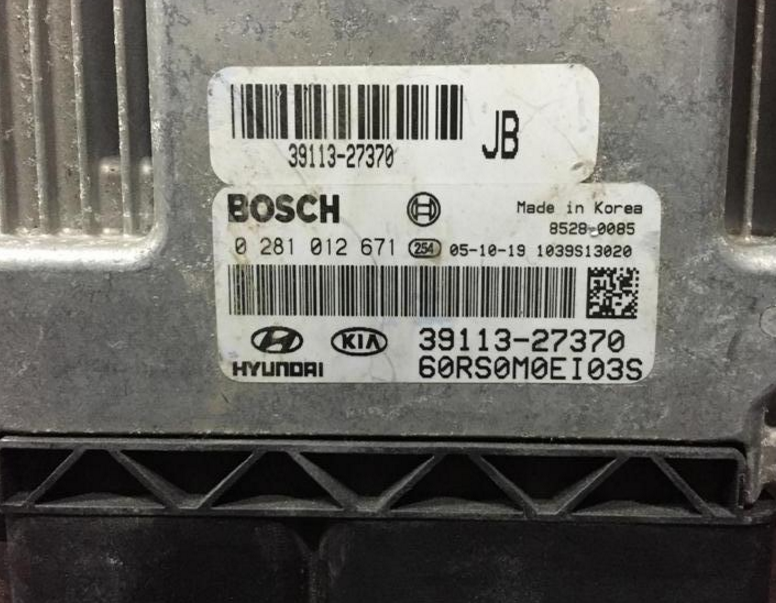 39113-27370
JB
BOSCH
Made in Korea
8528-0085
0 281 012 671 254 05-10-19 1039S13020
HYUNDAI KIA 39113-27370
60RS0M0EI03S